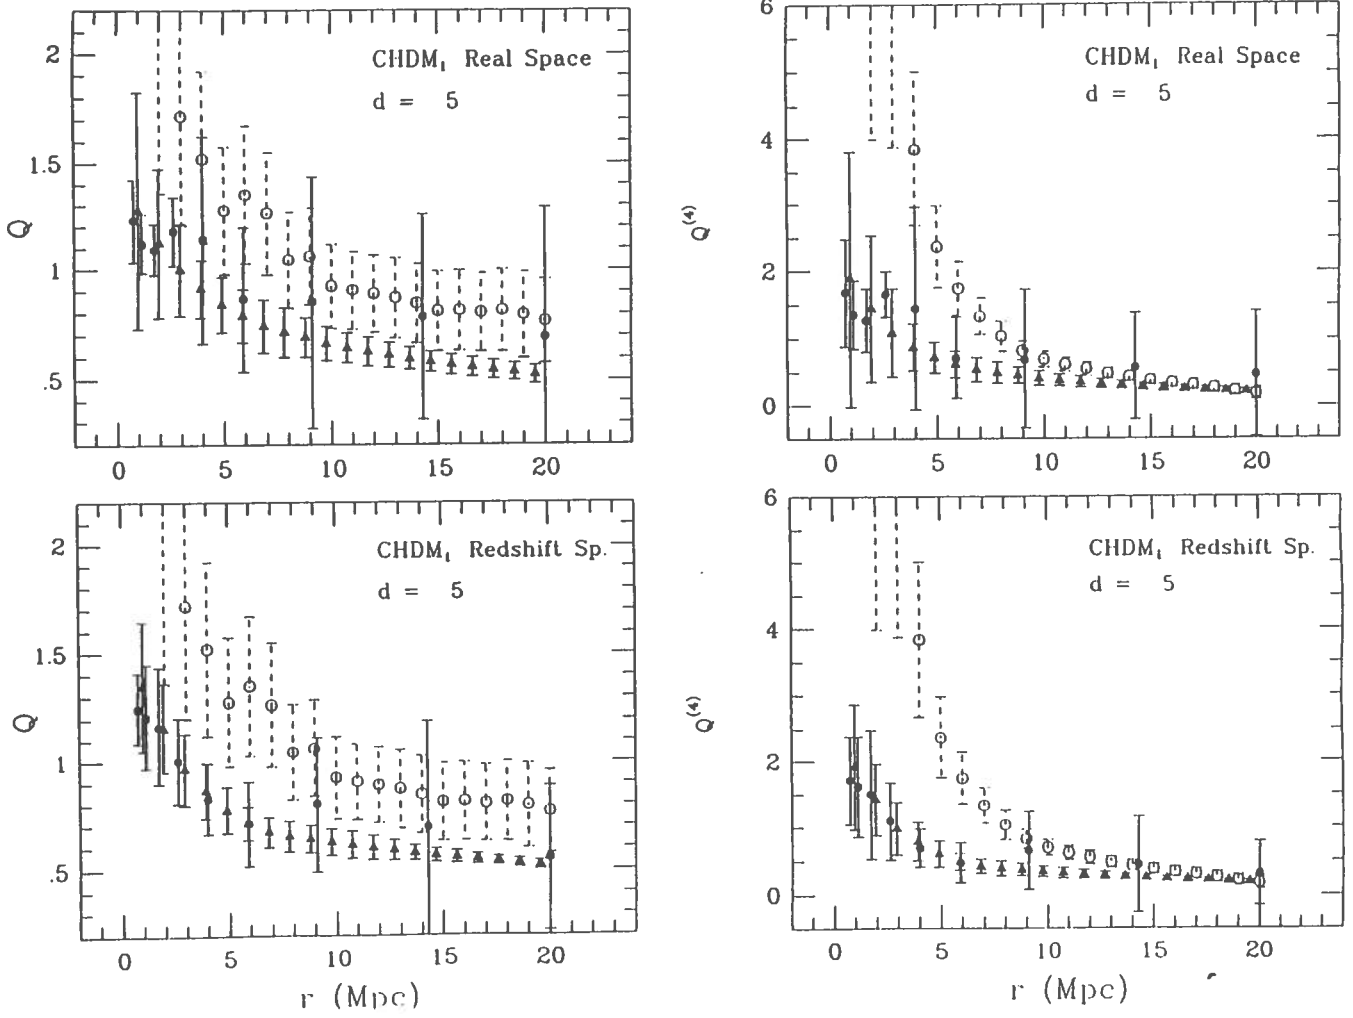 2
1.5
1
.5
Q
CHDM₁ Real Space
d = 5
0 5 10 15 20
6
4
2
0
Q⁽⁴⁾
CHDM₁ Real Space
d = 5
0 5 10 15 20
2
1.5
1
.5
Q
CHDM₁ Redshift Sp.
d = 5
0 5 10 15 20
r (Mpc)
6
4
2
0
Q⁽⁴⁾
CHDM₁ Redshift Sp.
d = 5
0 5 10 15 20
r (Mpc)